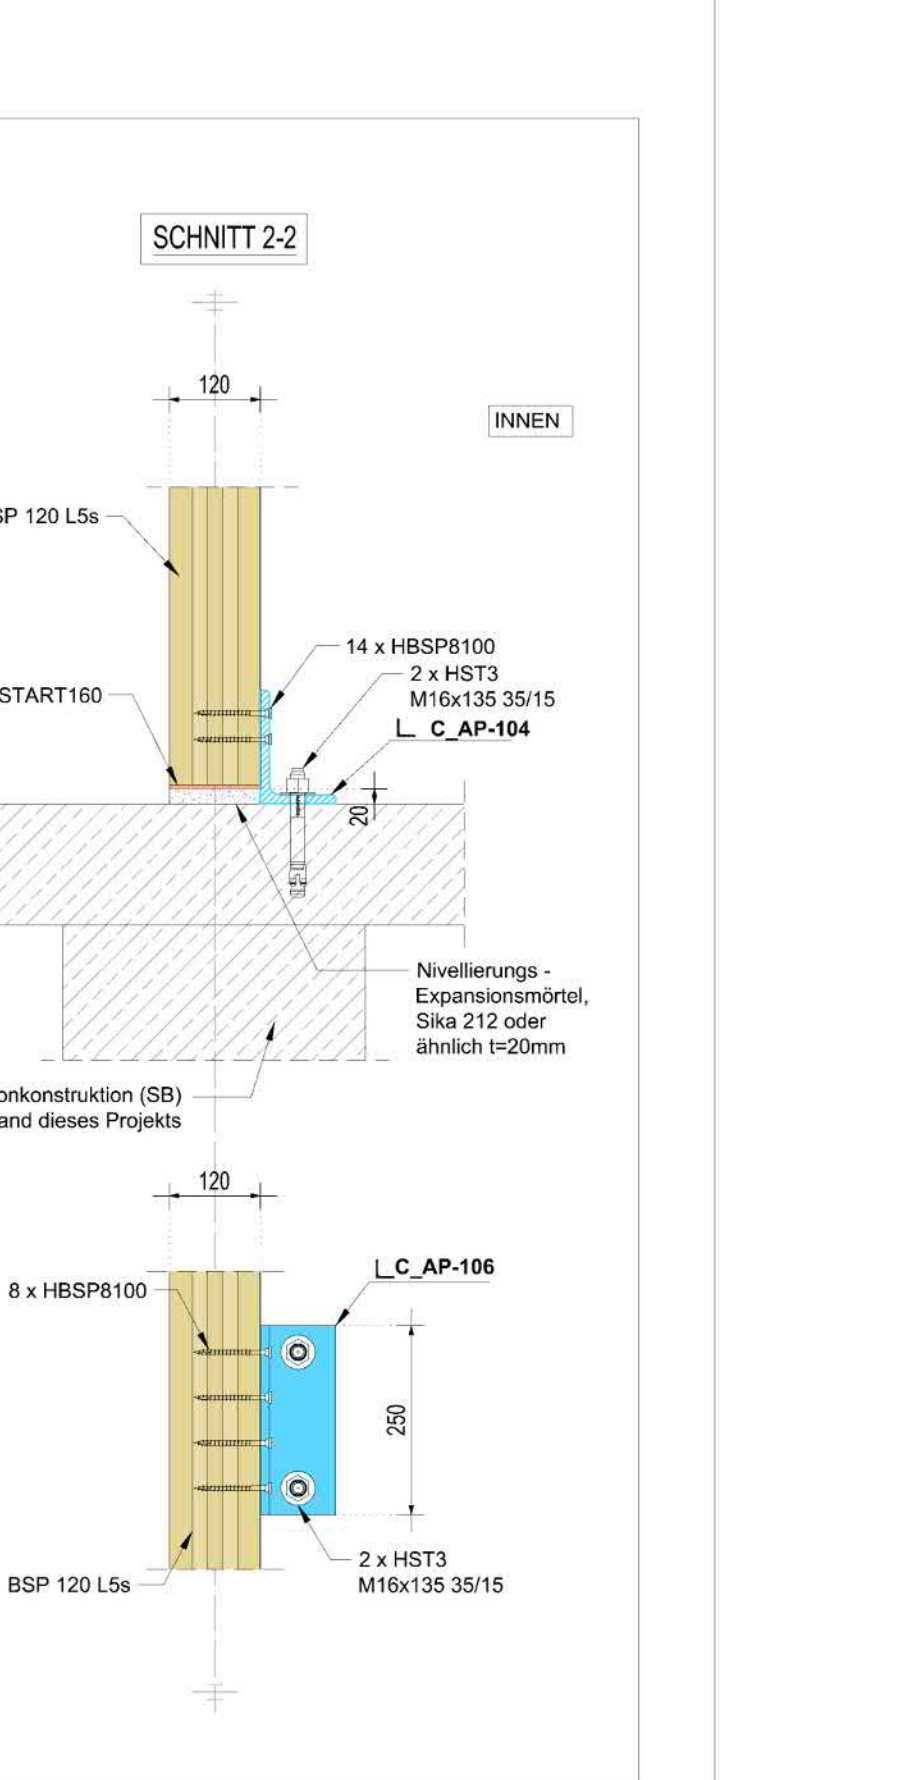 SCHNITT 2-2
120
INNEN
SP 120 L5s
14 x HBSP8100
2 x HST3
M16x135 35/15
C_AP-104
START160
20
Nivellierungs -
Expansionsmörtel,
Sika 212 oder
ähnlich t=20mm
onkonstruktion (SB)
and dieses Projekts
120
C_AP-106
8 x HBSP8100
250
2 x HST3
M16x135 35/15
BSP 120 L5s